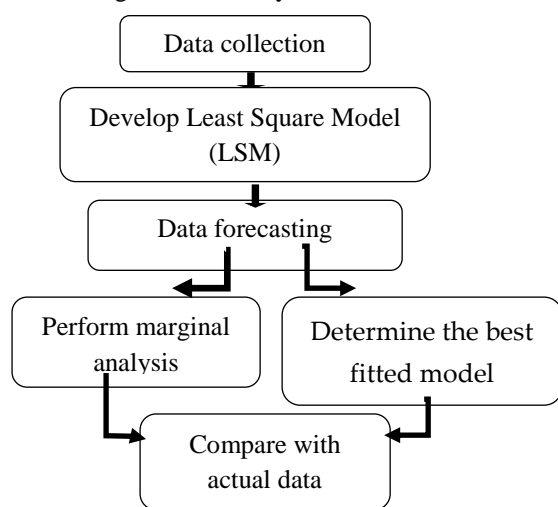 Data collection
Develop Least Square Model
(LSM)
Data forecasting
Perform marginal
analysis
Determine the best
fitted model
Compare with
actual data